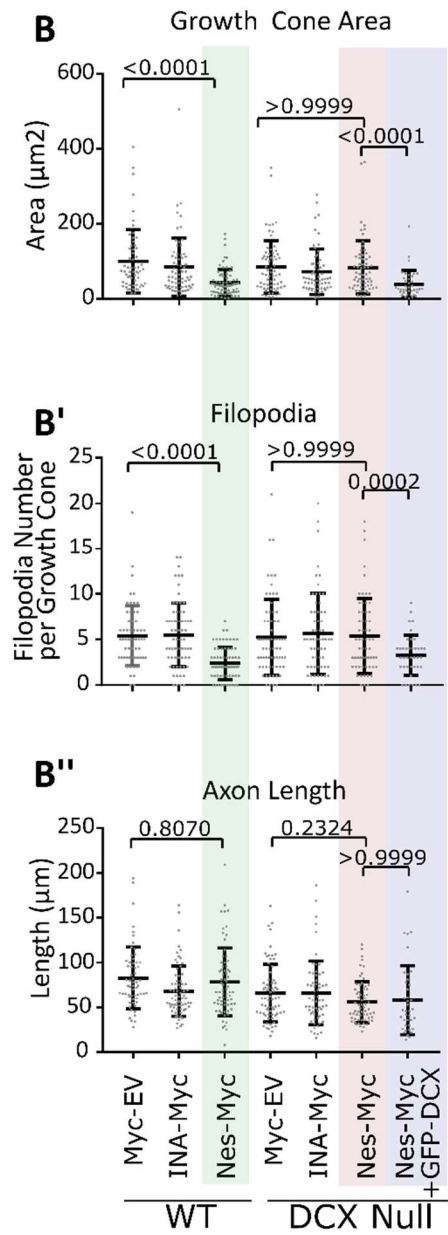 B
Growth Cone Area
Area (µm2)
600
400
200
0
<0.0001
>0.9999
<0.0001
B'
Filopodia
Filopodia Number
per Growth Cone
25
20
15
10
5
0
<0.0001
>0.9999
0.0002
B"
Axon Length
Length (µm)
250
200
150
100
50
0
0.8070
0.2324
>0.9999
Myc-EV
INA-Myc
Nes-Myc
Myc-EV
INA-Myc
Nes-Myc
Nes-Myc
+GFP-DCX
WT
DCX Null